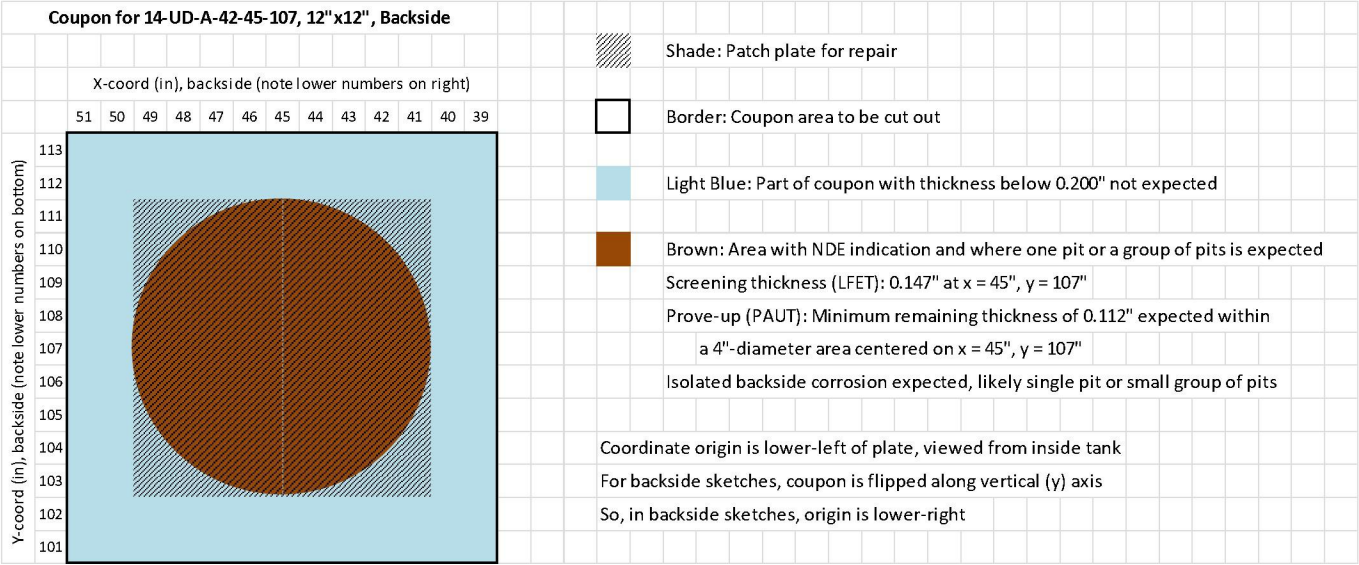 Coupon for 14-UD-A-42-45-107, 12"x12", Backside
X-coord (in), backside (note lower numbers on right)
51 50 49 48 47 46 45 44 43 42 41 40 39
Y-coord (in), backside (note lower numbers on bottom)
113
112
111
110
109
108
107
106
105
104
103
102
101
Shade: Patch plate for repair
Border: Coupon area to be cut out
Light Blue: Part of coupon with thickness below 0.200" not expected
Brown: Area with NDE indication and where one pit or a group of pits is expected
Screening thickness (LFET): 0.147" at x = 45", y = 107"
Prove-up (PAUT): Minimum remaining thickness of 0.112" expected within
a 4"-diameter area centered on x = 45", y = 107"
Isolated backside corrosion expected, likely single pit or small group of pits
Coordinate origin is lower-left of plate, viewed from inside tank
For backside sketches, coupon is flipped along vertical (y) axis
So, in backside sketches, origin is lower-right